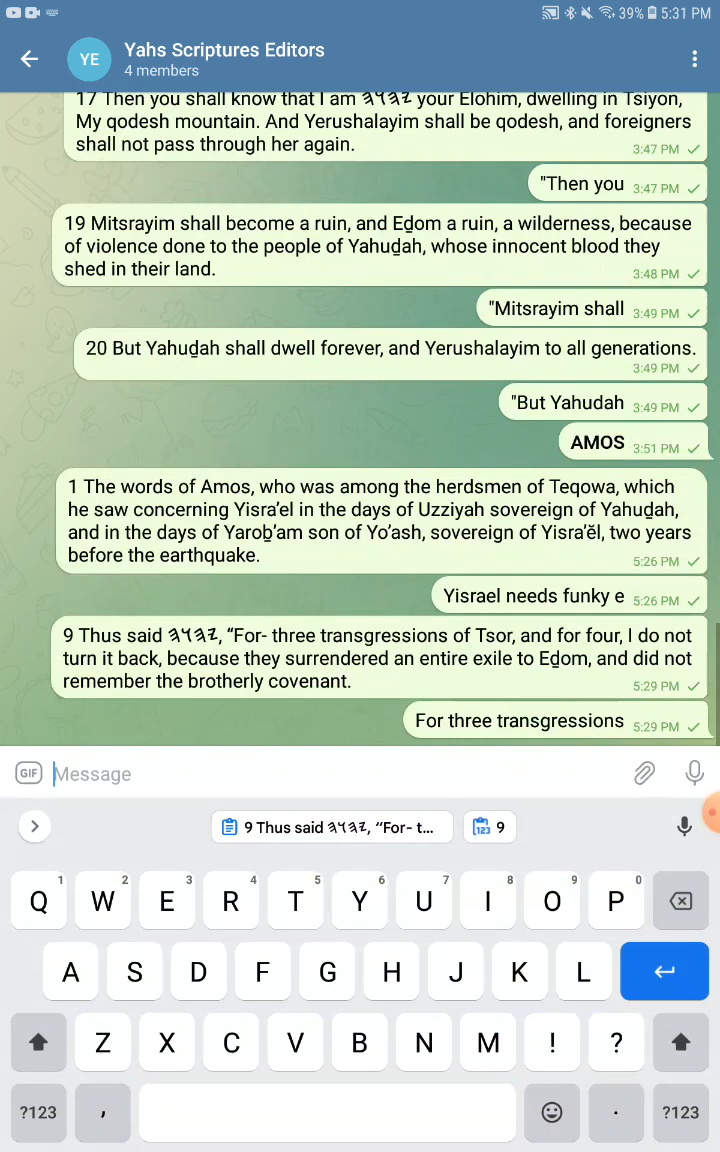 39% 5:31 PM
YE
Yahs Scriptures Editors
4 members
17 Then you shall know that I am 𐤄𐤅𐤄𐤉 your Elohim, dwelling in Tsiyon,
My qodesh mountain. And Yerushalayim shall be qodesh, and foreigners
shall not pass through her again.
3:47 PM
"Then you 3:47 PM
19 Mitsrayim shall become a ruin, and Eḏom a ruin, a wilderness, because
of violence done to the people of Yahuḏah, whose innocent blood they
shed in their land.
3:48 PM
"Mitsrayim shall 3:49 PM
20 But Yahuḏah shall dwell forever, and Yerushalayim to all generations.
3:49 PM
"But Yahudah 3:49 PM
AMOS 3:51 PM
1 The words of Amos, who was among the herdsmen of Teqowa, which
he saw concerning Yisra’el in the days of Uzziyah sovereign of Yahuḏah,
and in the days of Yaroḇ’am son of Yo’ash, sovereign of Yisra’ĕl, two years
before the earthquake.
5:26 PM
Yisrael needs funky e 5:26 PM
9 Thus said 𐤄𐤅𐤄𐤉, “For- three transgressions of Tsor, and for four, I do not
turn it back, because they surrendered an entire exile to Eḏom, and did not
remember the brotherly covenant.
5:29 PM
For three transgressions 5:29 PM
GIF Message
9 Thus said 𐤄𐤅𐤄𐤉, “For- t... 123 9
1 2 3 4 5 6 7 8 9 0
Q W E R T Y U I O P
A S D F G H J K L
Z X C V B N M ! ?
?123 , . ?123